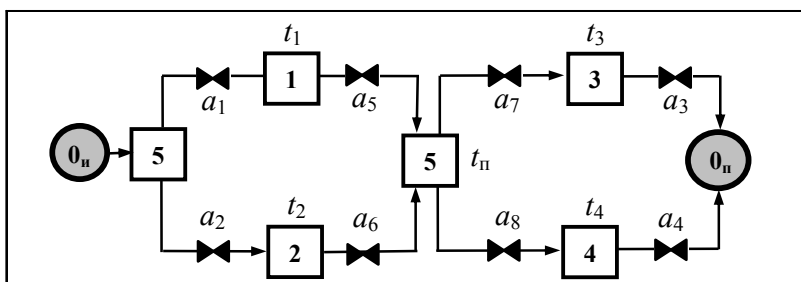 t₁ t₃
1 3
a₁ a₅ a₇ a₃
0и 5 5 tп 0п
a₂ t₂ a₆ a₈ t₄ a₄
2 4